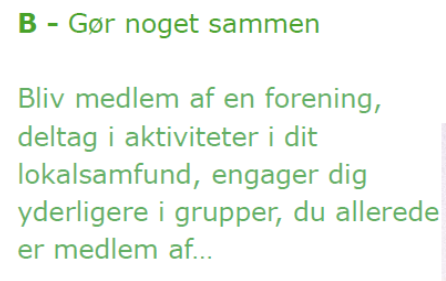 B – Gør noget sammen
Bliv medlem af en forening,
deltag i aktiviteter i dit
lokalsamfund, engager dig
yderligere i grupper, du allerede
er medlem af...